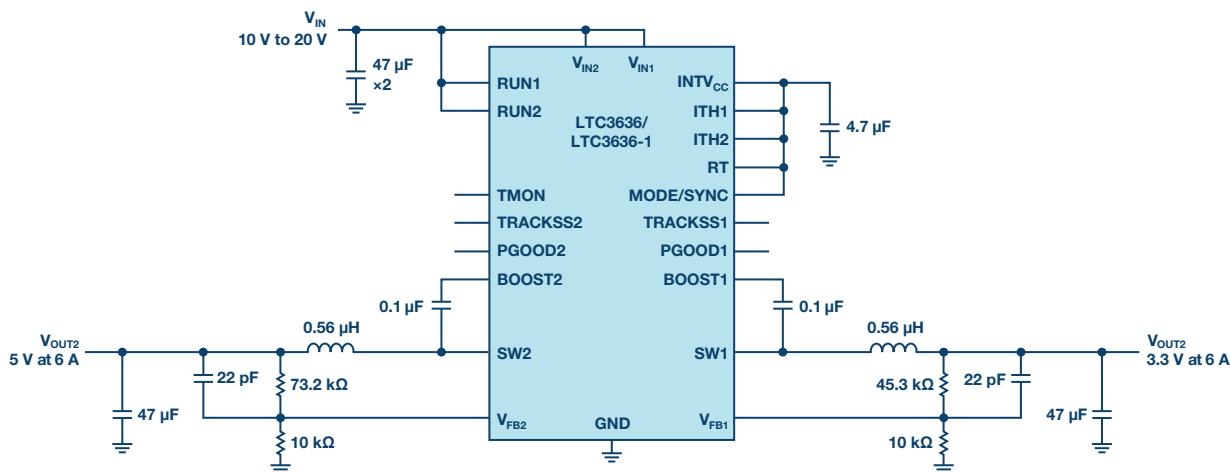 VIN
10 V to 20 V
47 µF
×2
VIN2
VIN1
RUN1
RUN2
INTVCC
ITH1
ITH2
RT
LTC3636/
LTC3636-1
4.7 µF
TMON
MODE/SYNC
TRACKSS2
TRACKSS1
PGOOD2
PGOOD1
BOOST2
BOOST1
0.1 µF
0.1 µF
VOUT2
5 V at 6 A
0.56 µH
SW2
SW1
0.56 µH
VOUT2
3.3 V at 6 A
22 pF
73.2 kΩ
45.3 kΩ
22 pF
47 µF
10 kΩ
VFB2
GND
VFB1
10 kΩ
47 µF